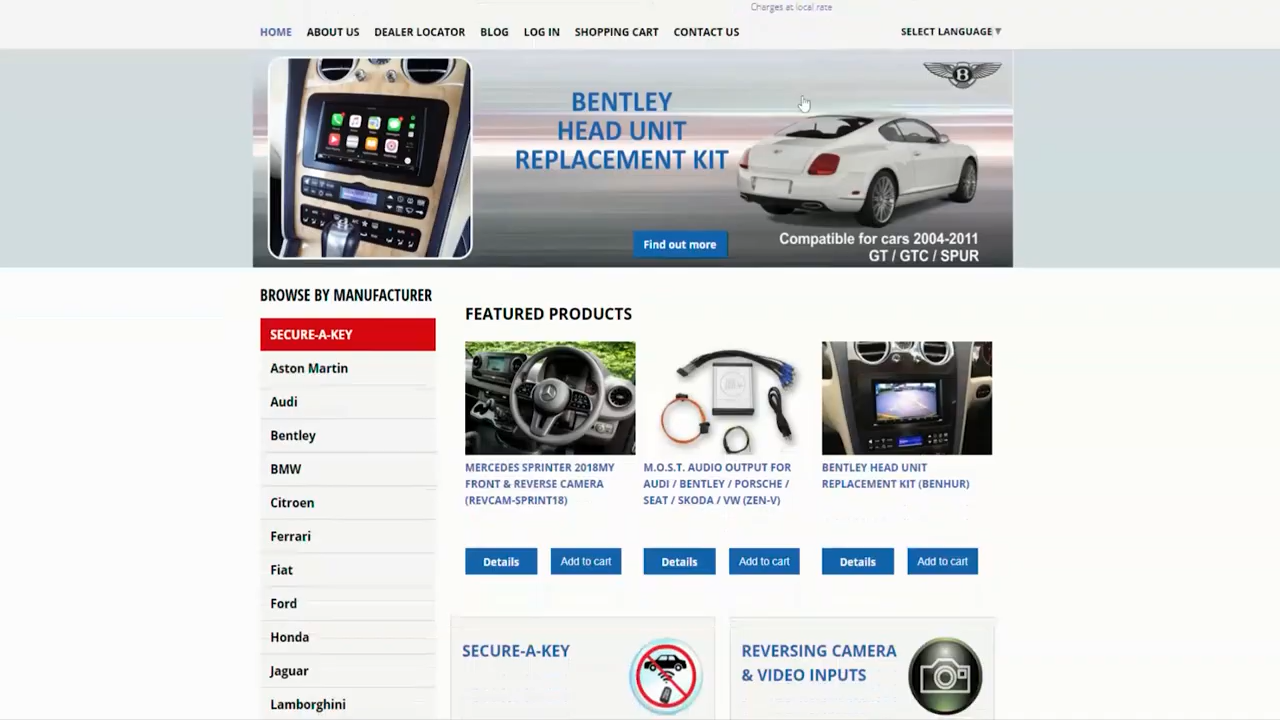 Charges at local rate
HOME ABOUT US DEALER LOCATOR BLOG LOG IN SHOPPING CART CONTACT US SELECT LANGUAGE▼
BENTLEY
HEAD UNIT
REPLACEMENT KIT
B
Find out more
Compatible for cars 2004-2011
GT / GTC / SPUR
BROWSE BY MANUFACTURER
SECURE-A-KEY
Aston Martin
Audi
Bentley
BMW
Citroen
Ferrari
Fiat
Ford
Honda
Jaguar
Lamborghini
FEATURED PRODUCTS
MERCEDES SPRINTER 2018MY
FRONT & REVERSE CAMERA
(REVCAM-SPRINT18)
Details Add to cart
M.O.S.T. AUDIO OUTPUT FOR
AUDI / BENTLEY / PORSCHE /
SEAT / SKODA / VW (ZEN-V)
Details Add to cart
BENTLEY HEAD UNIT
REPLACEMENT KIT (BENHUR)
Details Add to cart
SECURE-A-KEY
REVERSING CAMERA
& VIDEO INPUTS